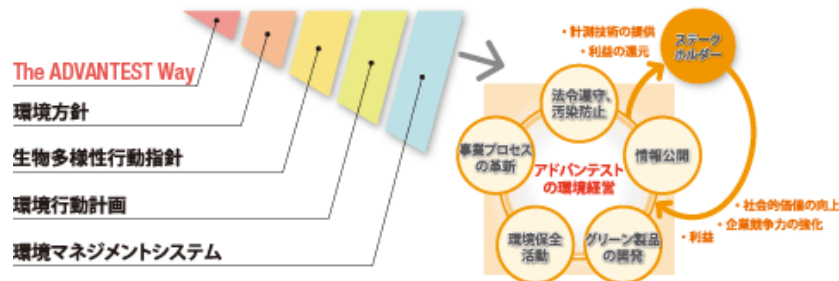 The ADVANTEST Way
環境方針
生物多様性行動指針
環境行動計画
環境マネジメントシステム
・計測技術の提供
・利益の還元
ステーク
ホルダー
法令遵守、
汚染防止
事業プロセス
の革新
情報公開
アドバンテスト
の環境経営
環境保全
活動
グリーン製品
の開発
・社会的価値の向上
・企業競争力の強化
・利益